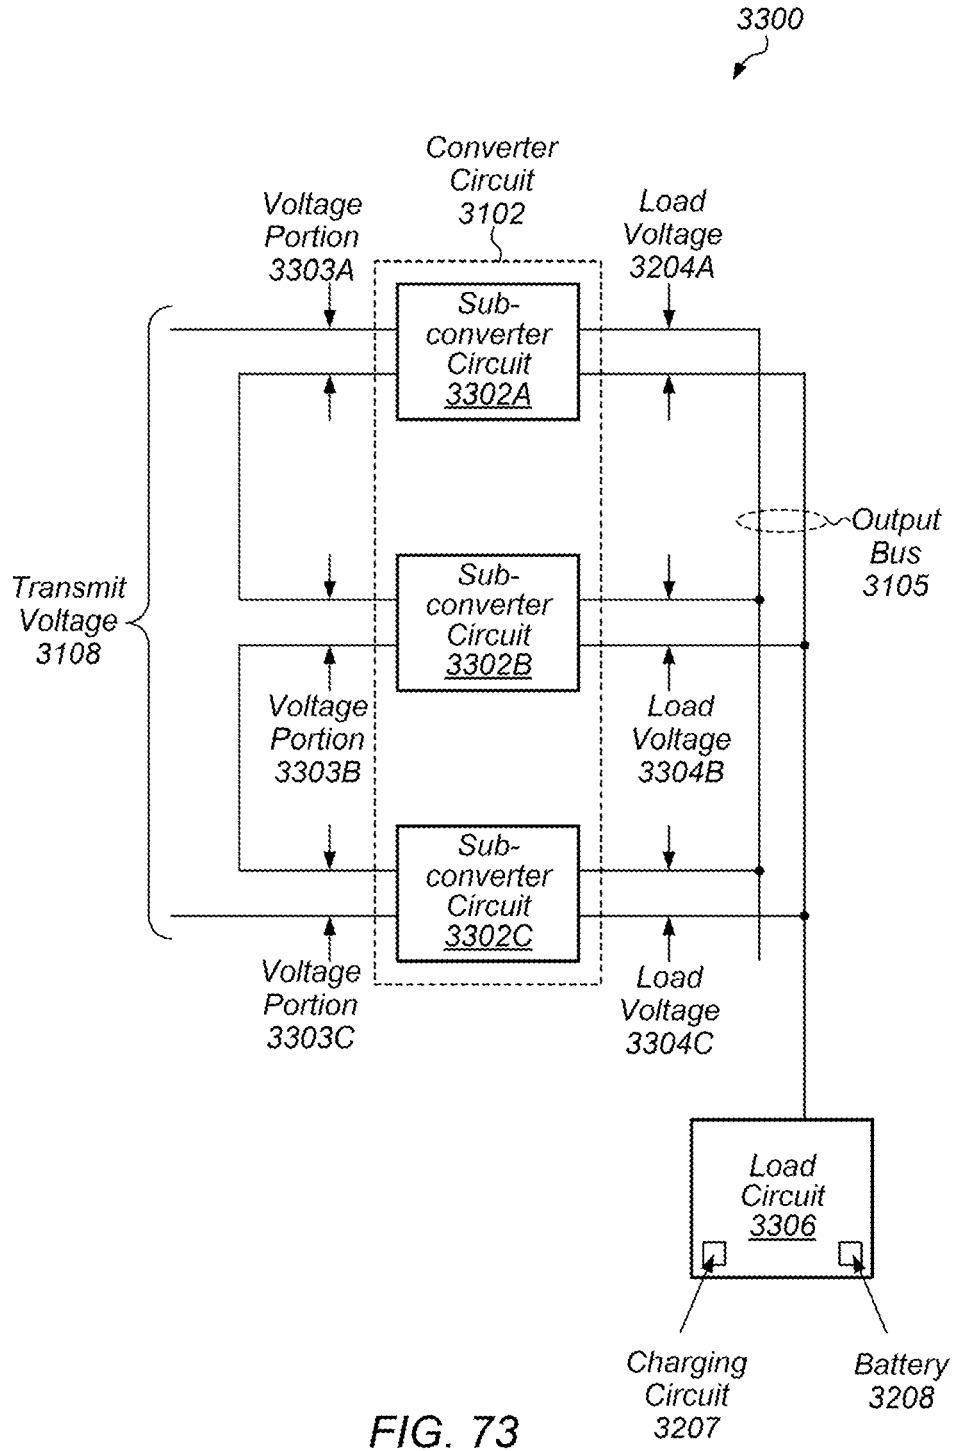 3300
Converter
Circuit
3102
Voltage
Portion
3303A
Load
Voltage
3204A
Sub-
converter
Circuit
3302A
Output
Bus
3105
Transmit
Voltage
3108
Sub-
converter
Circuit
3302B
Voltage
Portion
3303B
Load
Voltage
3304B
Sub-
converter
Circuit
3302C
Voltage
Portion
3303C
Load
Voltage
3304C
Load
Circuit
3306
Charging
Circuit
3207
Battery
3208
FIG. 73